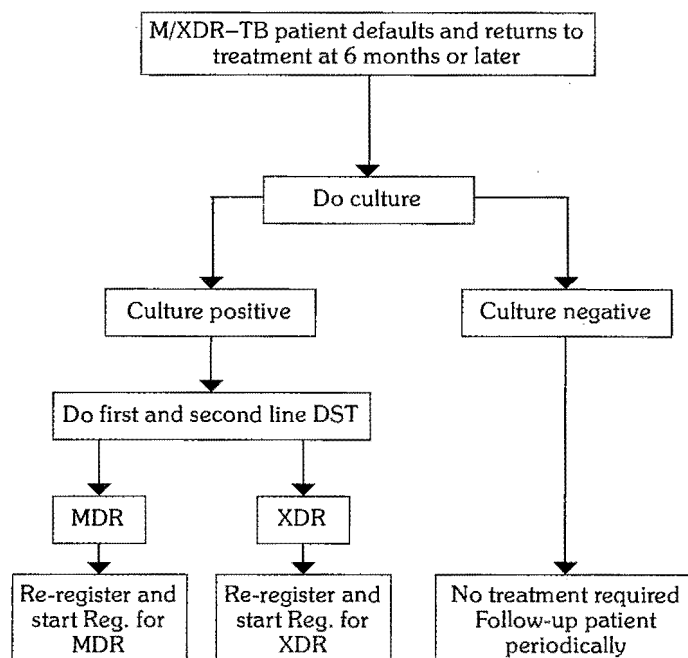 M/XDR–TB patient defaults and returns to
treatment at 6 months or later
Do culture
Culture positive
Culture negative
Do first and second line DST
MDR
XDR
Re-register and
start Reg. for
MDR
Re-register and
start Reg. for
XDR
No treatment required
Follow-up patient
periodically